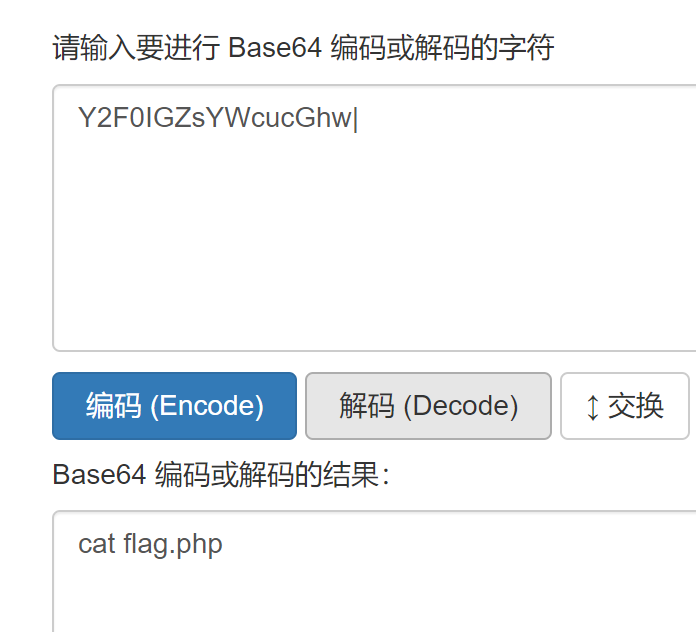 请输入要进行 Base64 编码或解码的字符
Y2F0IGZsYWcucGhw
编码 (Encode) 解码 (Decode) ↕ 交换
Base64 编码或解码的结果：
cat flag.php